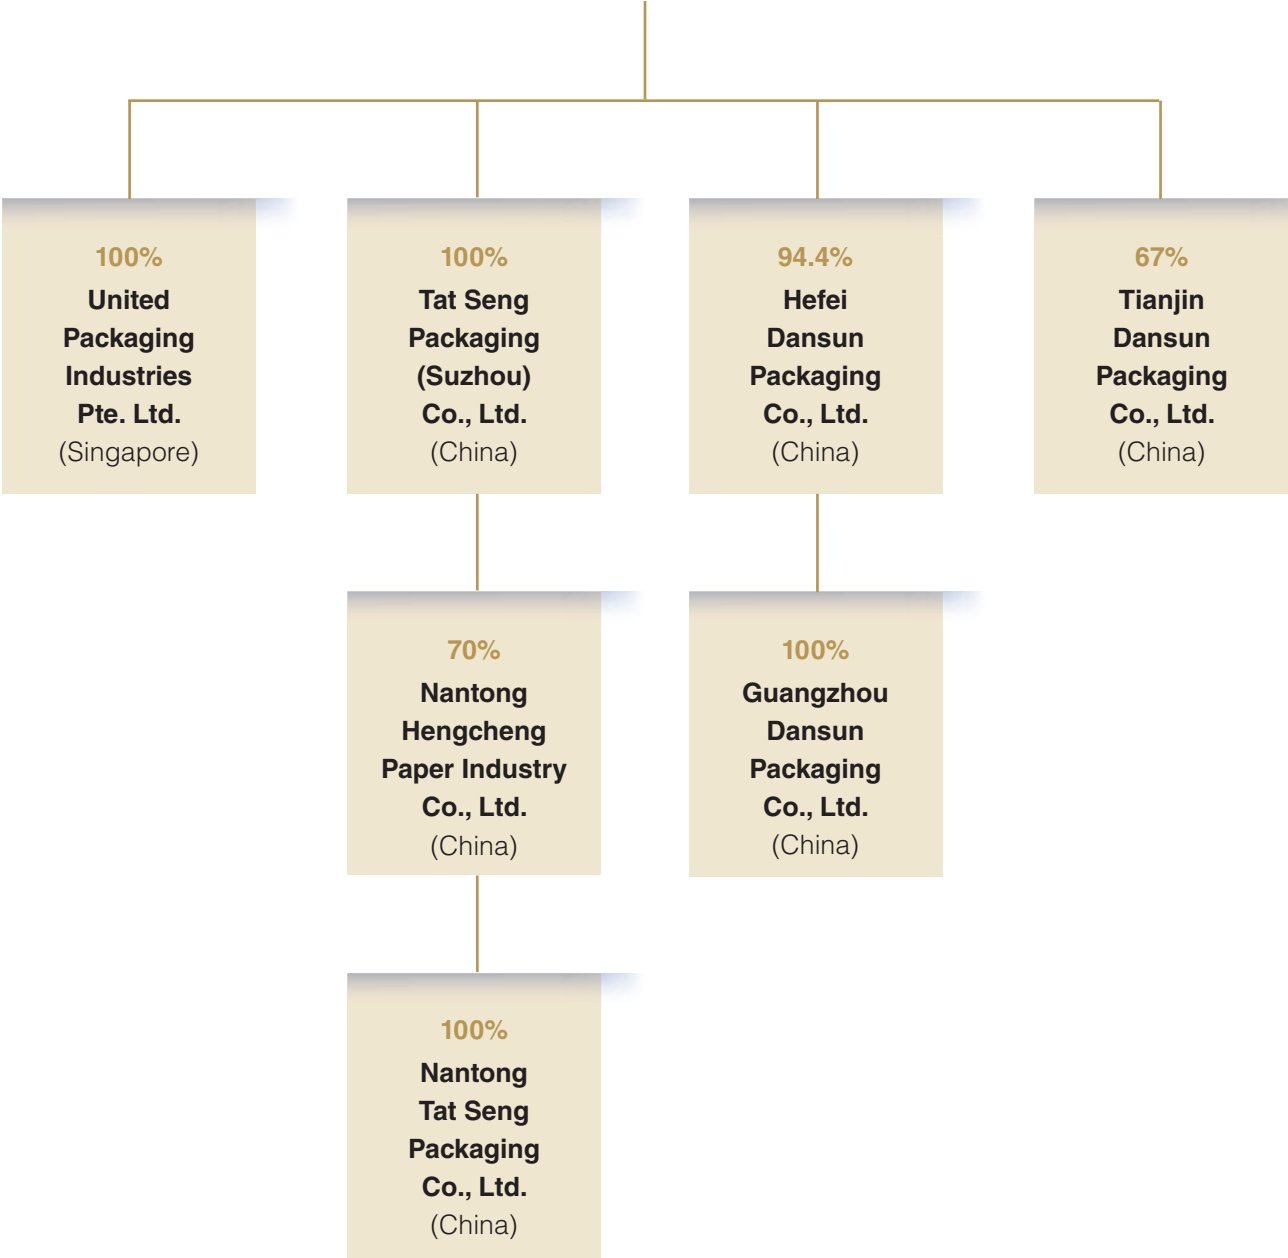 100%
United
Packaging
Industries
Pte. Ltd.
(Singapore)
100%
Tat Seng
Packaging
(Suzhou)
Co., Ltd.
(China)
94.4%
Hefei
Dansun
Packaging
Co., Ltd.
(China)
67%
Tianjin
Dansun
Packaging
Co., Ltd.
(China)
70%
Nantong
Hengcheng
Paper Industry
Co., Ltd.
(China)
100%
Guangzhou
Dansun
Packaging
Co., Ltd.
(China)
100%
Nantong
Tat Seng
Packaging
Co., Ltd.
(China)